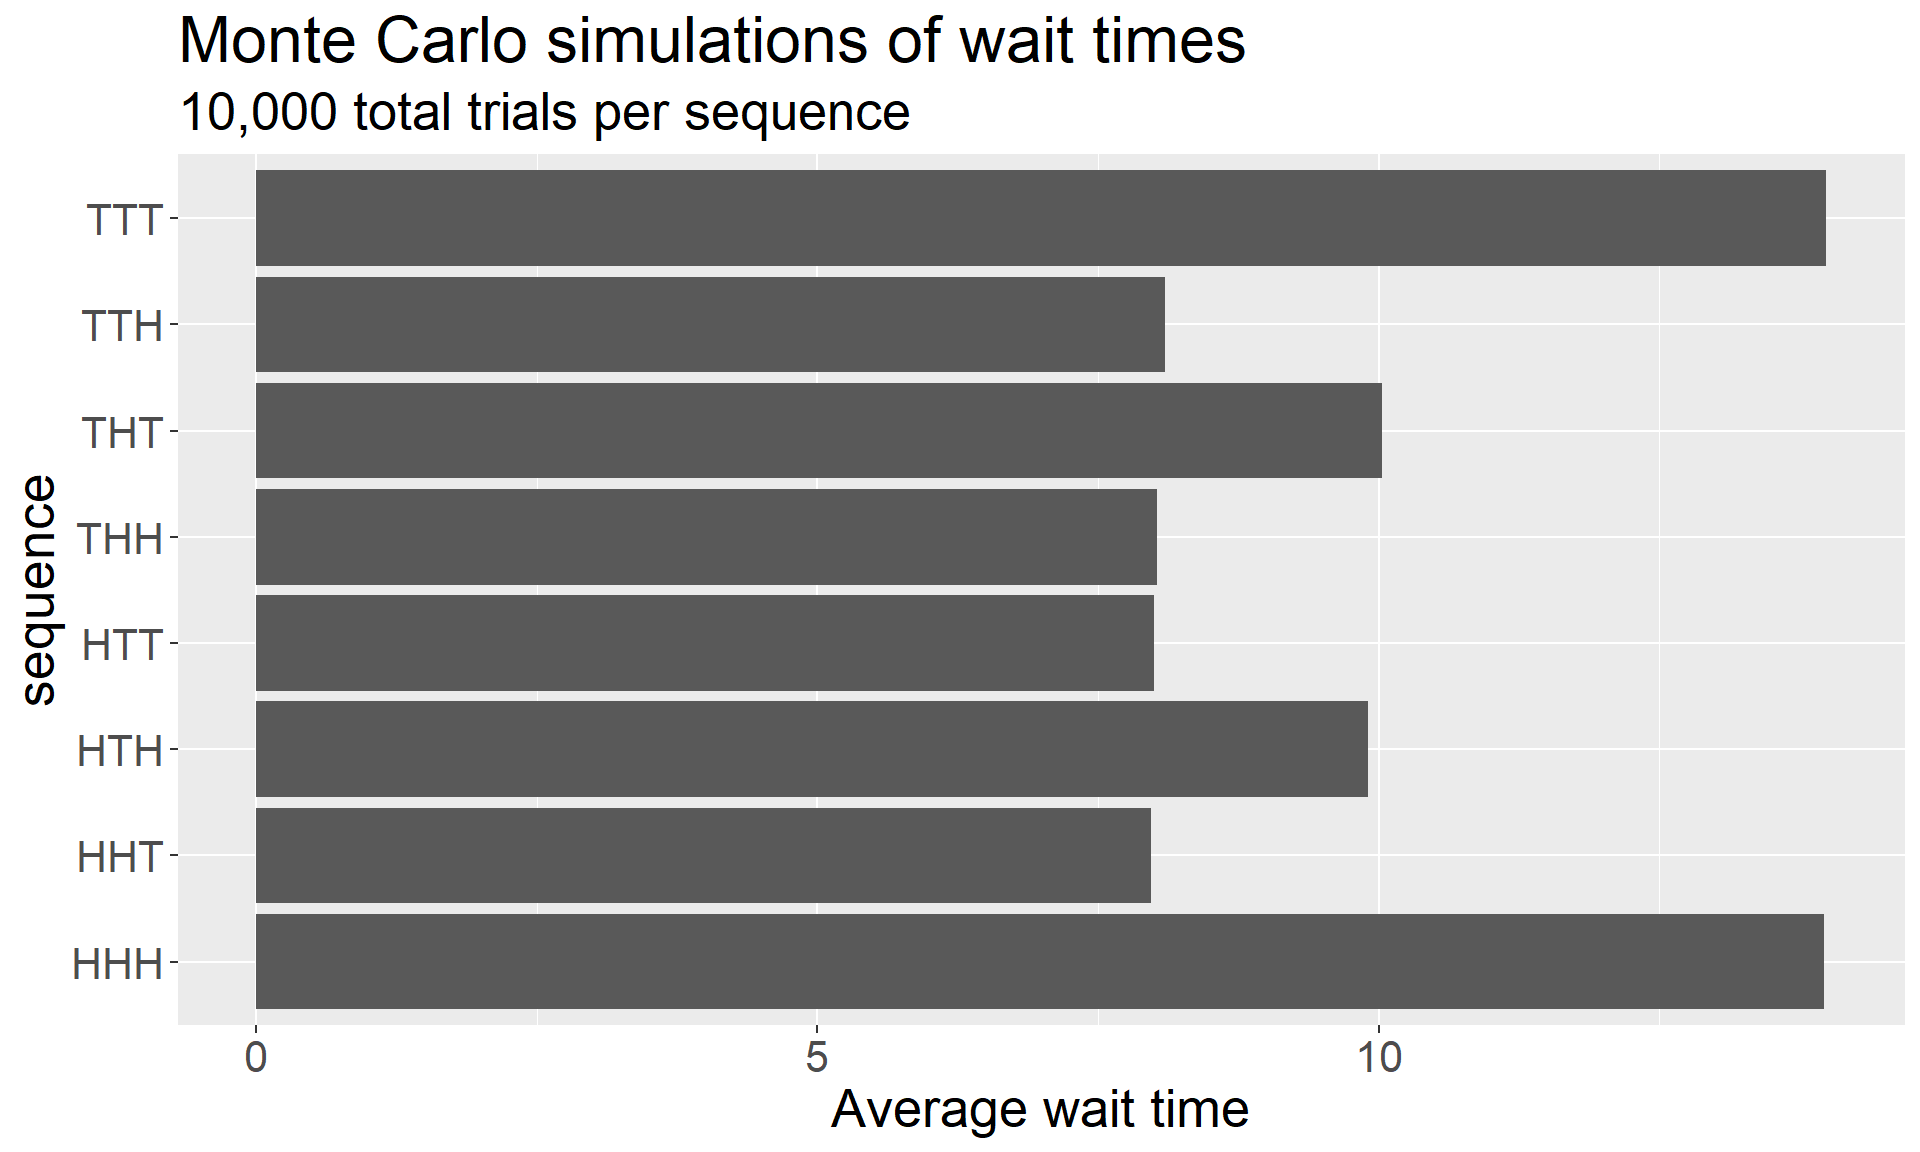 Monte Carlo simulations of wait times
10,000 total trials per sequence
sequence
TTT
TTH
THT
THH
HTT
HTH
HHT
HHH
0 5 10
Average wait time